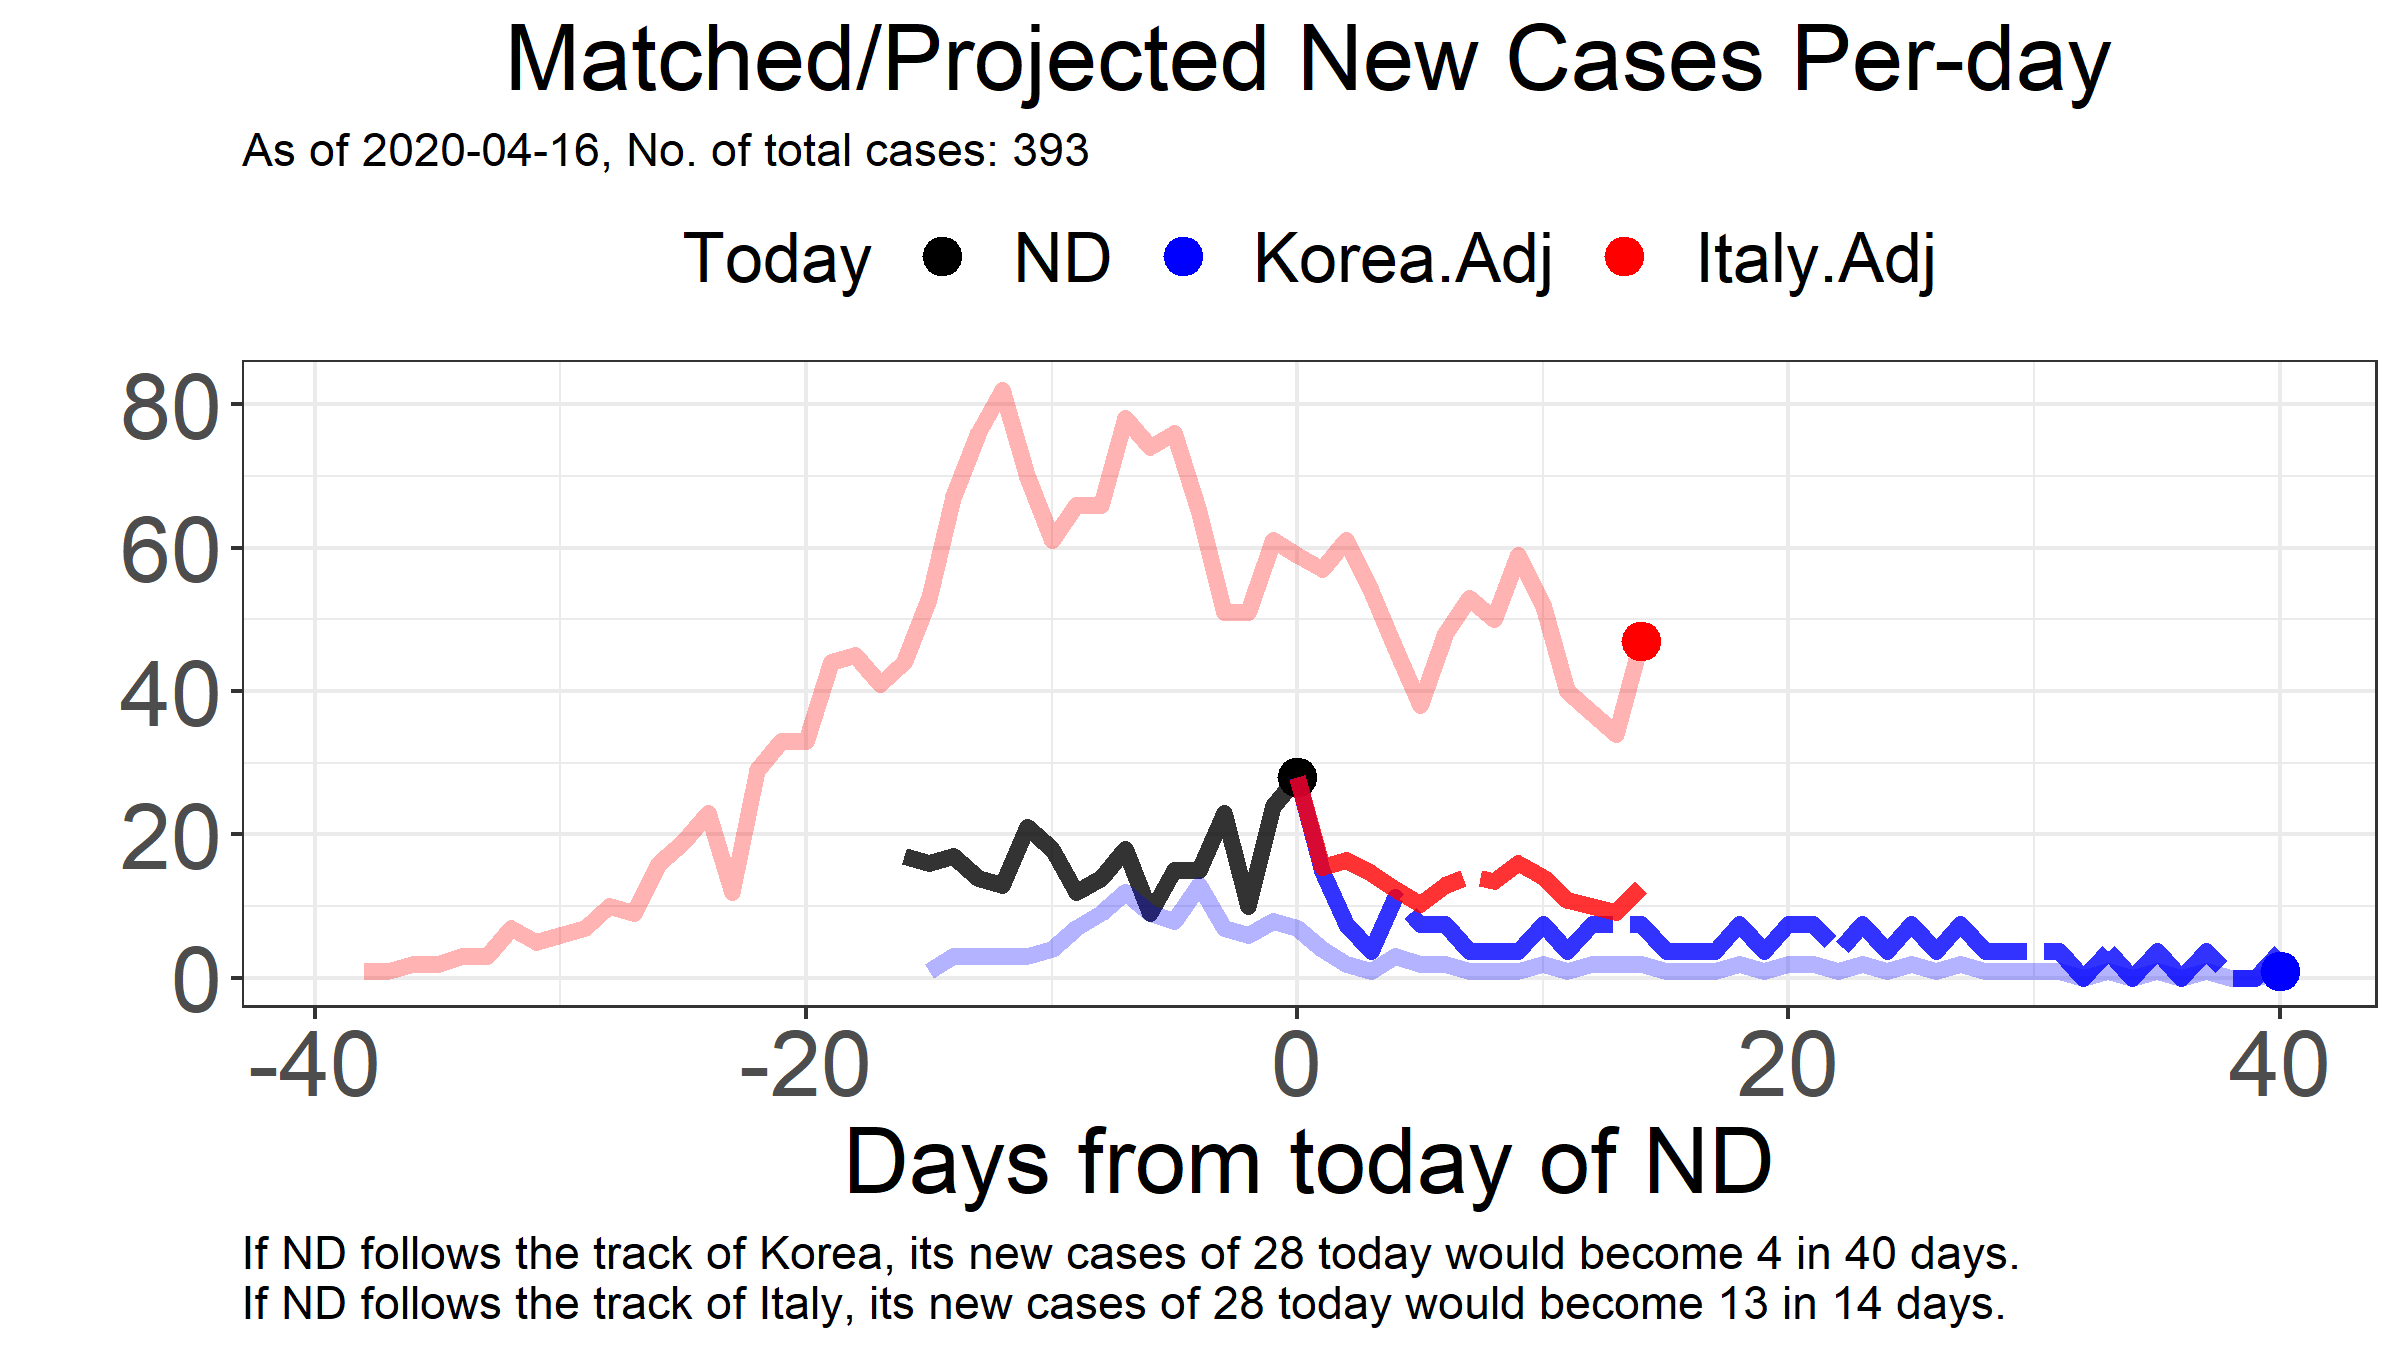 Matched/Projected New Cases Per-day
As of 2020-04-16, No. of total cases: 393
Today ND Korea.Adj Italy.Adj
80
60
40
20
0
-40 -20 0 20 40
Days from today of ND
If ND follows the track of Korea, its new cases of 28 today would become 4 in 40 days.
If ND follows the track of Italy, its new cases of 28 today would become 13 in 14 days.